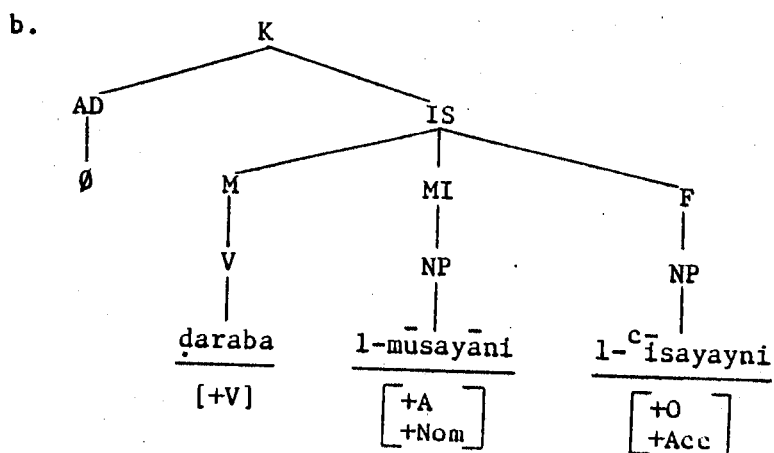 b.
K
AD IS
Ø M MI F
V NP NP
ḍaraba l-mūsayāni l-ᶜīsayayni
[+V] [+A +Nom] [+O +Acc]